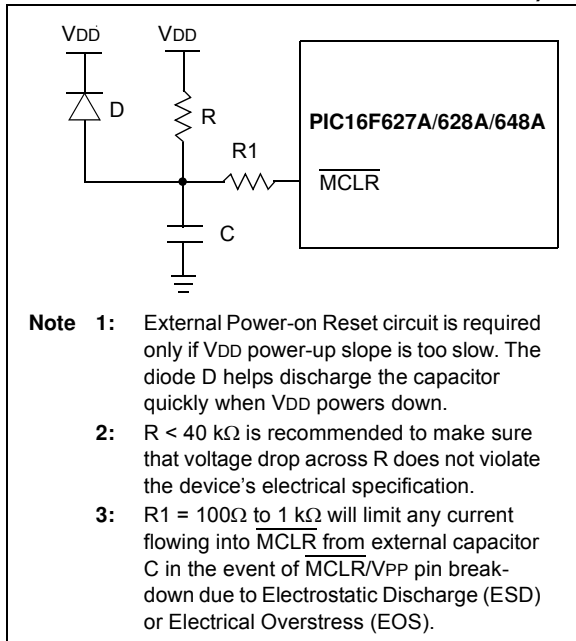 VDD VDD
D
R
PIC16F627A/628A/648A
R1
MCLR
C
Note 1: External Power-on Reset circuit is required
only if VDD power-up slope is too slow. The
diode D helps discharge the capacitor
quickly when VDD powers down.
2: R < 40 kΩ is recommended to make sure
that voltage drop across R does not violate
the device's electrical specification.
3: R1 = 100Ω to 1 kΩ will limit any current
flowing into MCLR from external capacitor
C in the event of MCLR/VPP pin break-
down due to Electrostatic Discharge (ESD)
or Electrical Overstress (EOS).